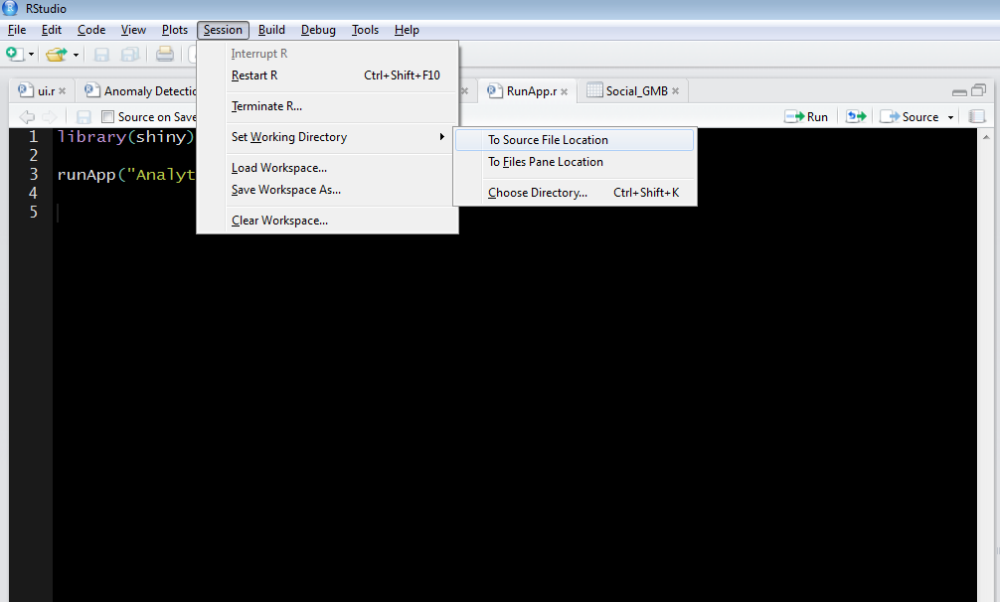 RStudio
File Edit Code View Plots Session Build Debug Tools Help
Interrupt R
Restart R Ctrl+Shift+F10
Terminate R...
Set Working Directory
Load Workspace...
Save Workspace As...
Clear Workspace...
To Source File Location
To Files Pane Location
Choose Directory... Ctrl+Shift+K
ui.r Anomaly Detectio RunApp.r Social_GMB
Source on Save Run Source
1 library(shiny)
2
3 runApp("Analyt
4
5